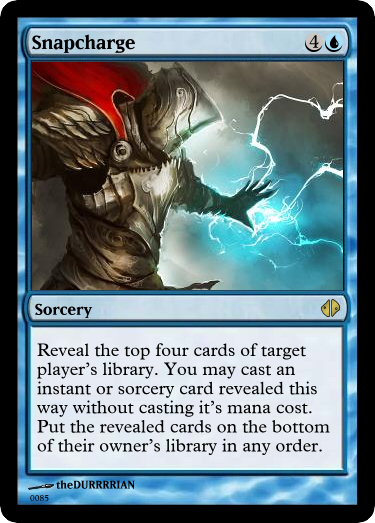 Snapcharge 4
Sorcery
Reveal the top four cards of target
player's library. You may cast an
instant or sorcery card revealed this
way without casting it's mana cost.
Put the revealed cards on the bottom
of their owner's library in any order.
theDURRRRIAN
0085